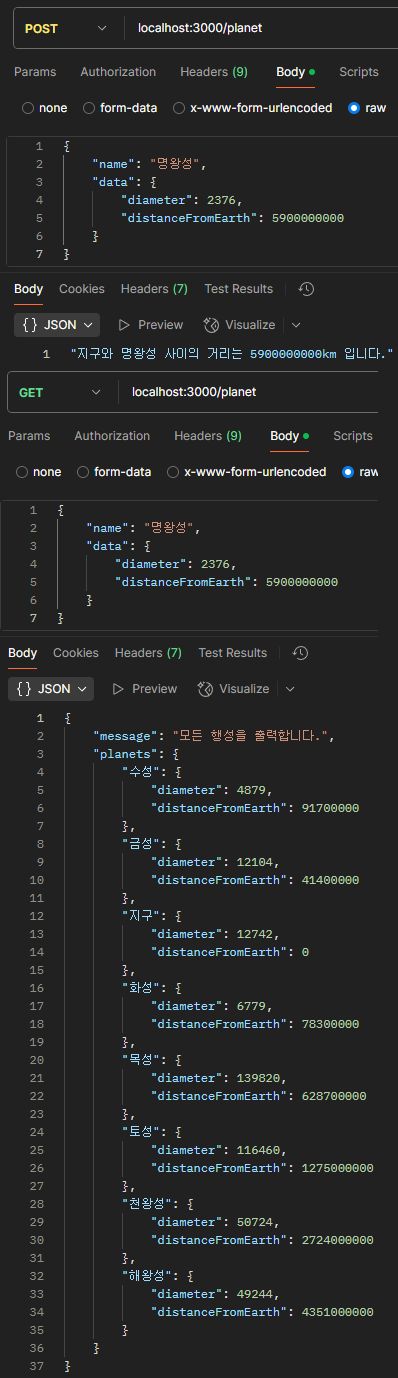 POST localhost:3000/planet
Params Authorization Headers (9) Body Scripts
none form-data x-www-form-urlencoded raw
1 {
2 "name": "명왕성",
3 "data": {
4 "diameter": 2376,
5 "distanceFromEarth": 5900000000
6 }
7 }
Body Cookies Headers (7) Test Results
{} JSON Preview Visualize
1 "지구와 명왕성 사이의 거리는 5900000000km 입니다."
GET localhost:3000/planet
Params Authorization Headers (9) Body Scripts
none form-data x-www-form-urlencoded raw
1 {
2 "name": "명왕성",
3 "data": {
4 "diameter": 2376,
5 "distanceFromEarth": 5900000000
6 }
7 }
Body Cookies Headers (7) Test Results
{} JSON Preview Visualize
1 {
2 "message": "모든 행성을 출력합니다.",
3 "planets": {
4 "수성": {
5 "diameter": 4879,
6 "distanceFromEarth": 91700000
7 },
8 "금성": {
9 "diameter": 12104,
10 "distanceFromEarth": 41400000
11 },
12 "지구": {
13 "diameter": 12742,
14 "distanceFromEarth": 0
15 },
16 "화성": {
17 "diameter": 6779,
18 "distanceFromEarth": 78300000
19 },
20 "목성": {
21 "diameter": 139820,
22 "distanceFromEarth": 628700000
23 },
24 "토성": {
25 "diameter": 116460,
26 "distanceFromEarth": 1275000000
27 },
28 "천왕성": {
29 "diameter": 50724,
30 "distanceFromEarth": 2724000000
31 },
32 "해왕성": {
33 "diameter": 49244,
34 "distanceFromEarth": 4351000000
35 }
36 }
37 }